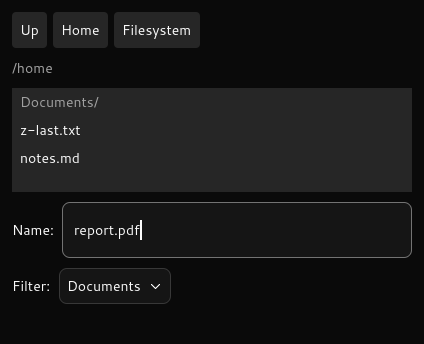 Up Home Filesystem
/home
Documents/
z-last.txt
notes.md
Name: report.pdf
Filter: Documents